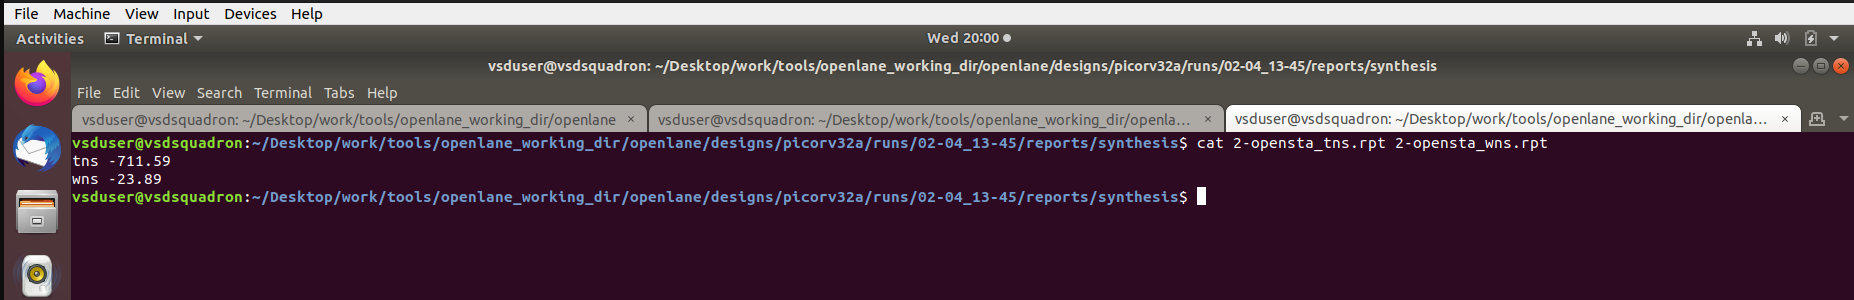 File Machine View Input Devices Help
Activities Terminal Wed 20:00
vsduser@vsdsquadron: ~/Desktop/work/tools/openlane_working_dir/openlane/designs/picorv32a/runs/02-04_13-45/reports/synthesis
File Edit View Search Terminal Tabs Help
vsduser@vsdsquadron: ~/Desktop/work/tools/openlane_working_dir/openlane × vsduser@vsdsquadron: ~/Desktop/work/tools/openlane_working_dir/openla... × vsduser@vsdsquadron: ~/Desktop/work/tools/openlane_working_dir/openla... ×
vsduser@vsdsquadron:~/Desktop/work/tools/openlane_working_dir/openlane/designs/picorv32a/runs/02-04_13-45/reports/synthesis$ cat 2-opensta_tns.rpt 2-opensta_wns.rpt
tns -711.59
wns -23.89
vsduser@vsdsquadron:~/Desktop/work/tools/openlane_working_dir/openlane/designs/picorv32a/runs/02-04_13-45/reports/synthesis$